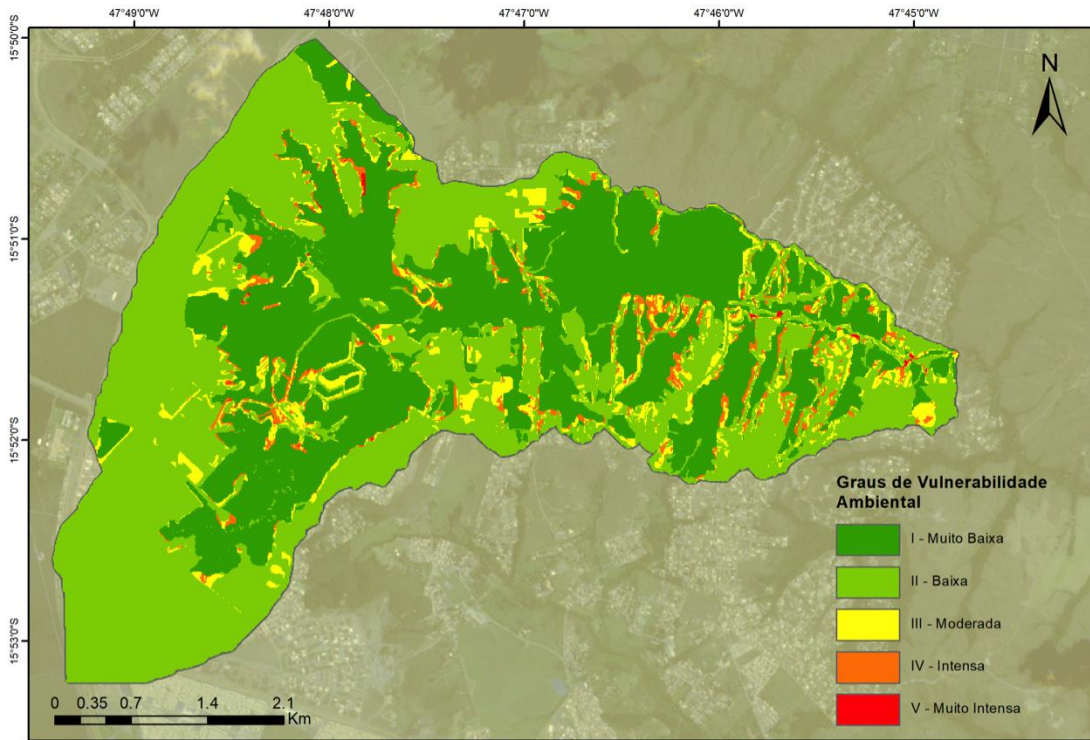 47°49'0"W
47°48'0"W
47°47'0"W
47°46'0"W
47°45'0"W
15°50'0"S
15°51'0"S
15°52'0"S
15°53'0"S
N
Graus de Vulnerabilidade
Ambiental
I - Muito Baixa
II - Baixa
III - Moderada
IV - Intensa
V - Muito Intensa
0 0.35 0.7 1.4 2.1
Km